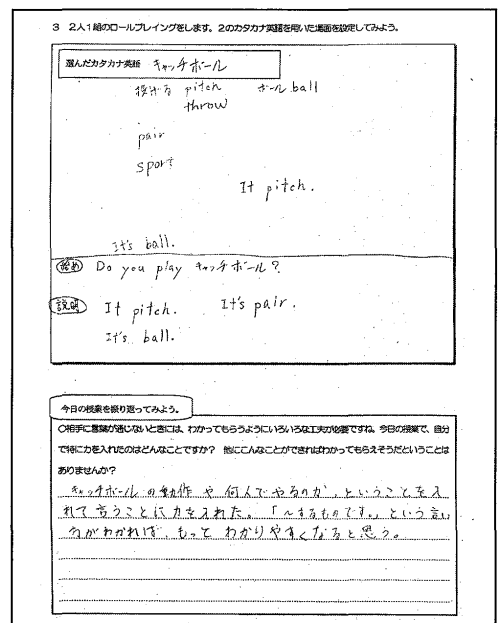 3 2人1組のロールプレイングをします。2のカタカナ英語を用いた場面を設定してみよう。
選んだカタカナ英語 キャッチボール
投げる pitch ボール ball
throw
pair
sport
It pitch.
It's ball.
始め Do you play キャッチボール?
説明 It pitch. It's pair.
It's ball.
今日の授業を振り返ってみよう。
○相手に言葉が通じないときには、わかってもらうようにいろいろな工夫が必要ですね。今日の授業で、自分
で特に力を入れたのはどんなことですか? 他にこんなことができればわかってもらえそうだということは
ありませんか?
キャッチボールの動作や何人でやるのか、ということを入
れて言うことに力を入れた。「~するものです。」という言い
方がわかれば、もっとわかりやすくなると思う。